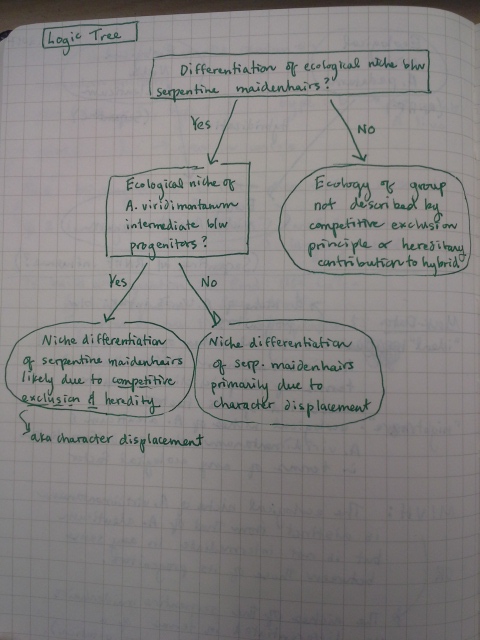 Logic Tree
Differentiation of ecological niche b/w
serpentine maidenhairs?
Yes
No
Ecological niche of
A. viridimontanum
intermediate b/w
progenitors?
Ecology of group
not described by
competitive exclusion
principle or hereditary
contribution to hybrid
Yes
No
Niche differentiation
of serpentine maidenhairs
likely due to competitive
exclusion & heredity
Niche differentiation
of serp. maidenhairs
primarily due to
character displacement
aka character displacement